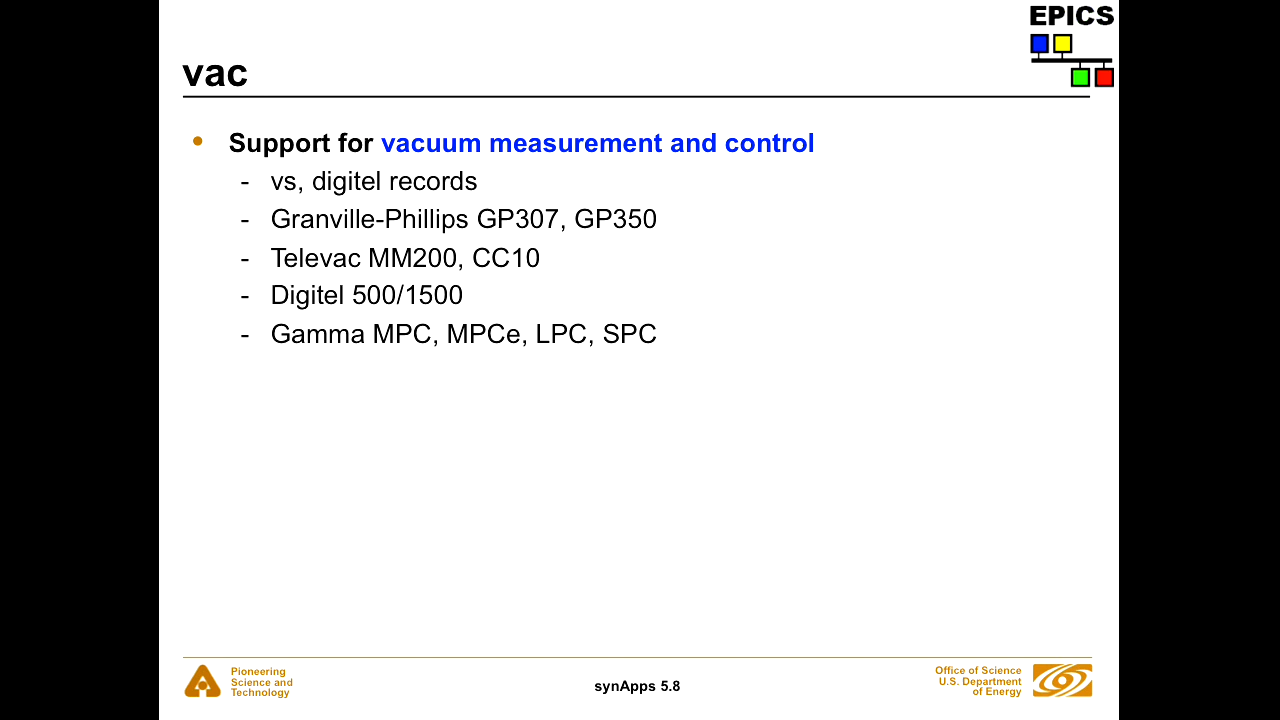 EPICS
vac
• Support for vacuum measurement and control
- vs, digitel records
- Granville-Phillips GP307, GP350
- Televac MM200, CC10
- Digitel 500/1500
- Gamma MPC, MPCe, LPC, SPC
Pioneering
Science and
Technology
synApps 5.8
Office of Science
U.S. Department
of Energy